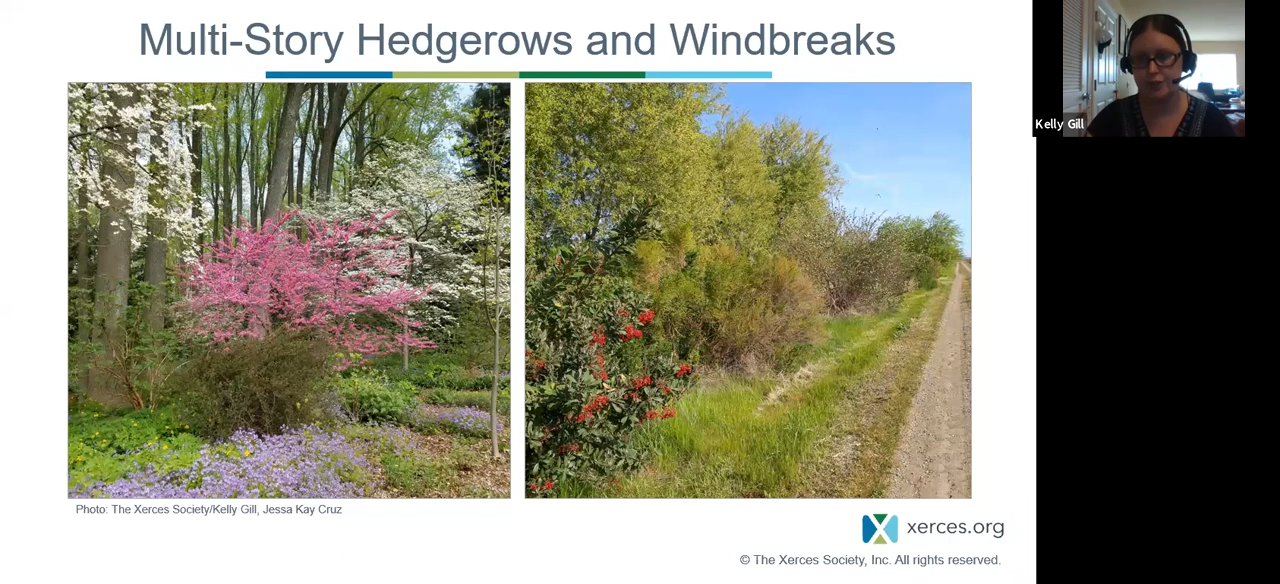 Multi-Story Hedgerows and Windbreaks
Kelly Gill
Photo: The Xerces Society/Kelly Gill, Jessa Kay Cruz
xerces.org
© The Xerces Society, Inc. All rights reserved.